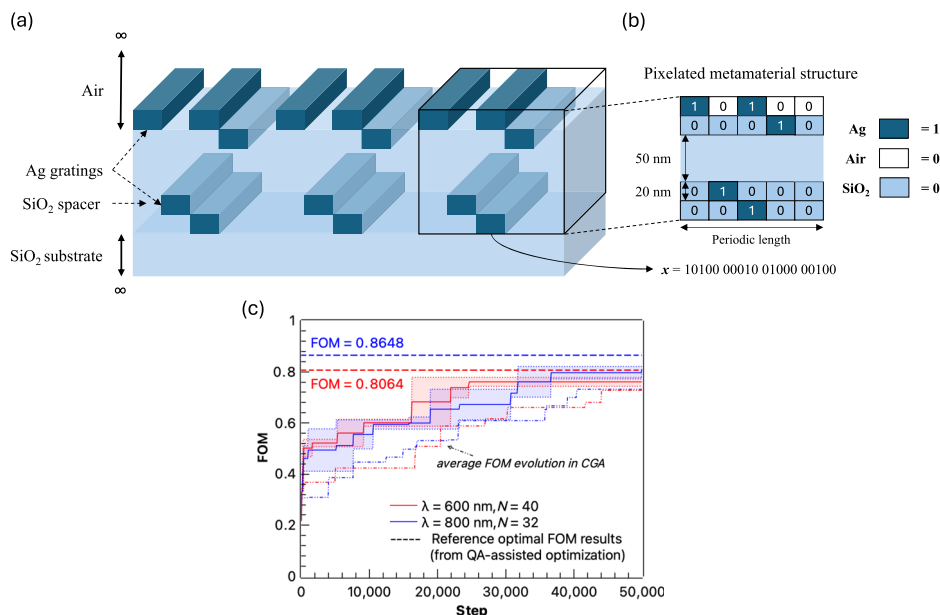 (a)
∞
Air
Ag gratings
SiO₂ spacer
SiO₂ substrate
∞
(b)
Pixelated metamaterial structure
1 0 1 0 0
0 0 0 1 0
50 nm
20 nm
0 1 0 0 0
0 0 1 0 0
Periodic length
x = 10100 00010 01000 00100
Ag = 1
Air = 0
SiO₂ = 0
(c)
1
0.8
0.6
0.4
0.2
0
FOM
FOM = 0.8648
FOM = 0.8064
average FOM evolution in CGA
λ = 600 nm, N = 40
λ = 800 nm, N = 32
Reference optimal FOM results
(from QA-assisted optimization)
0 10,000 20,000 30,000 40,000 50,000
Step